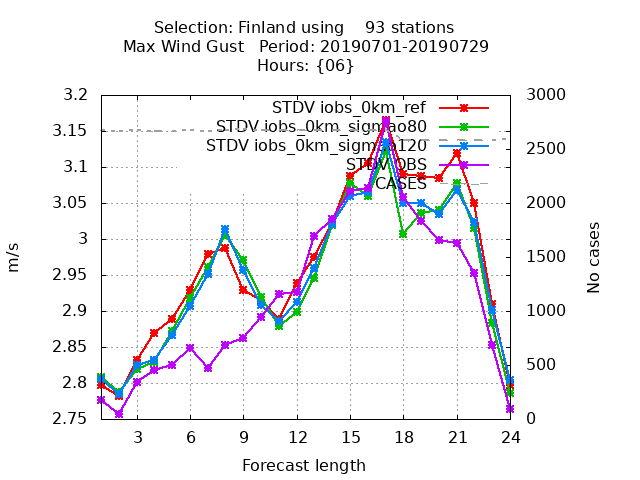 Selection: Finland using 93 stations
Max Wind Gust Period: 20190701-20190729
Hours: {06}
3.2
3.15
3.1
3.05
3
2.95
2.9
2.85
2.8
2.75
m/s
STDV iobs_0km_ref
STDV iobs_0km_sigmao80
STDV iobs_0km_sigmao120
STDV OBS
CASES
3000
2500
2000
1500
1000
500
0
No cases
3 6 9 12 15 18 21 24
Forecast length